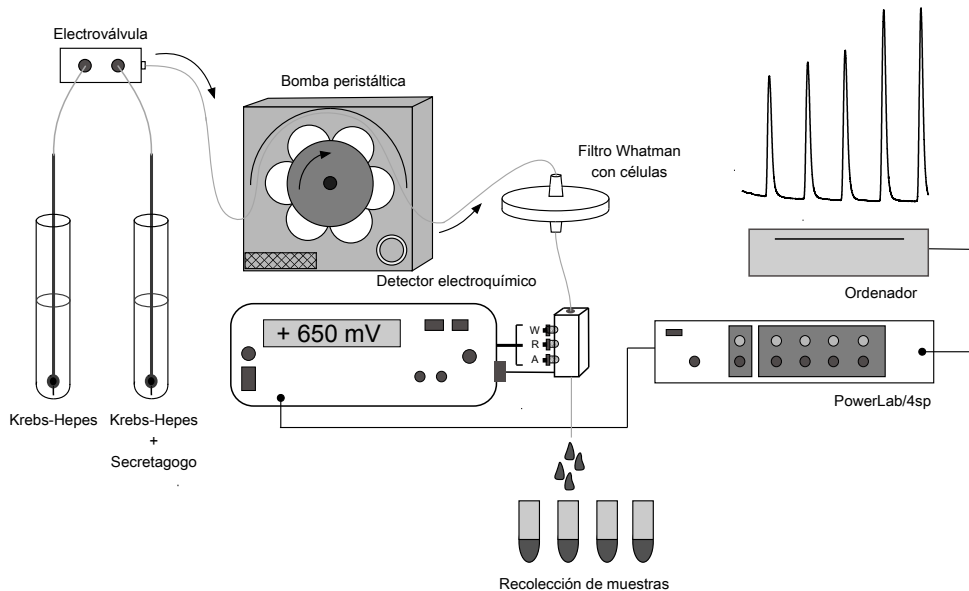 Electroválvula
Bomba peristáltica
Filtro Whatman
con células
Detector electroquímico
Ordenador
+ 650 mV
W
R
A
PowerLab/4sp
Krebs-Hepes
Krebs-Hepes
+
Secretagogo
Recolección de muestras